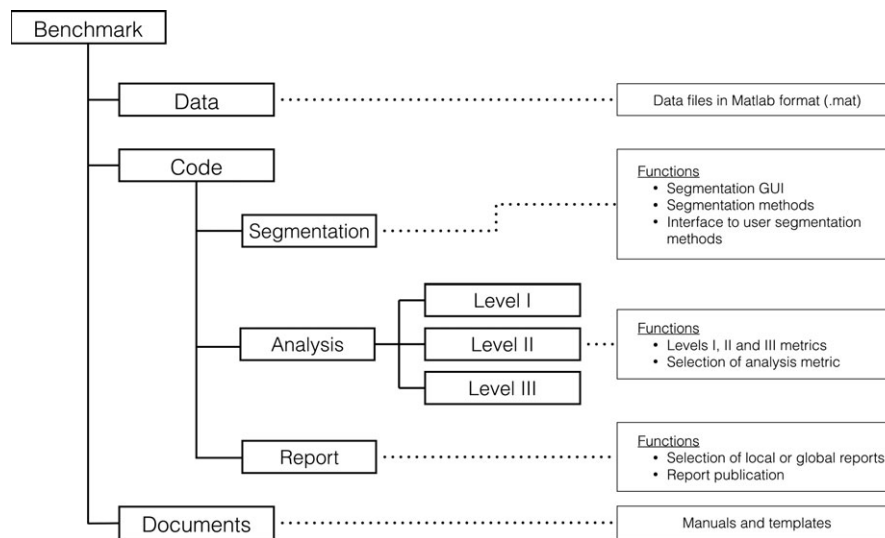 Benchmark
Data
Data files in Matlab format (.mat)
Code
Functions
• Segmentation GUI
• Segmentation methods
• Interface to user segmentation
methods
Segmentation
Level I
Analysis
Level II
Level III
Functions
• Levels I, II and III metrics
• Selection of analysis metric
Report
Functions
• Selection of local or global reports
• Report publication
Documents
Manuals and templates